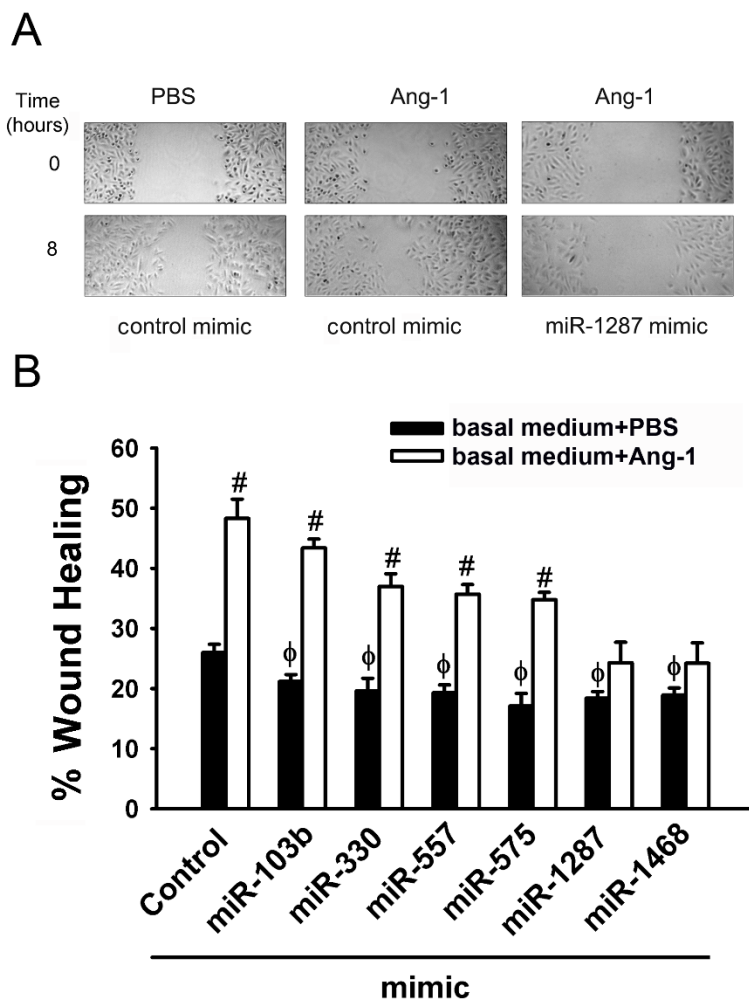 A
Time
(hours)
PBS
Ang-1
Ang-1
0
8
control mimic
control mimic
miR-1287 mimic
B
basal medium+PBS
basal medium+Ang-1
% Wound Healing
60
50
40
30
20
10
0
#
#
#
#
#
ϕ
ϕ
ϕ
ϕ
ϕ
ϕ
Control
miR-103b
miR-330
miR-557
miR-575
miR-1287
miR-1468
mimic